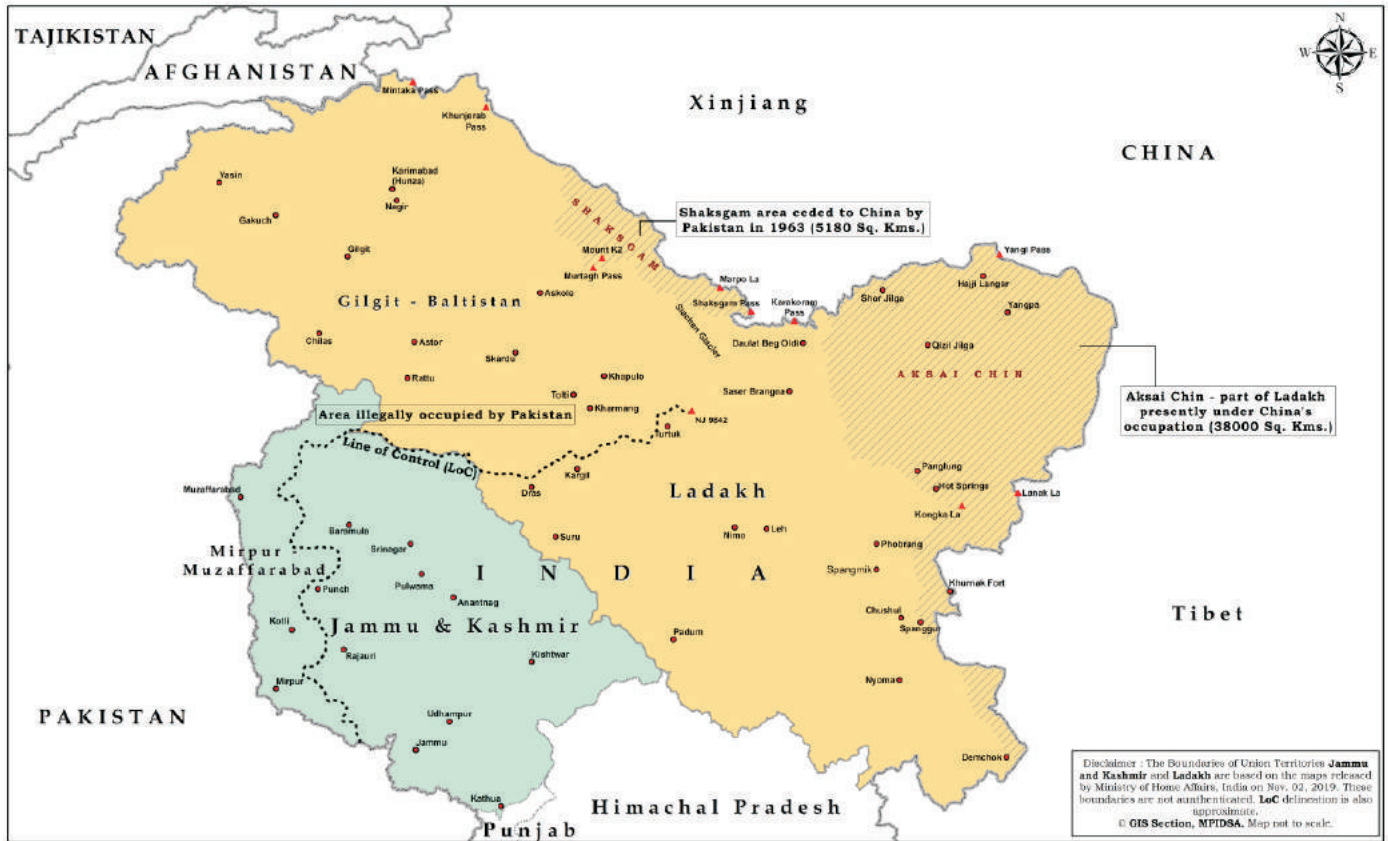 TAJIKISTAN
AFGHANISTAN
N
W
E
S
Mintaka Pass
Khunjerab
Pass
Xinjiang
CHINA
Yasin
Karimabad
(Hunza)
Nagir
Gakuch
SHAKSGAM
Shaksgam area ceded to China by
Pakistan in 1963 (5180 Sq. Kms.)
Gilgit
Mount K2
Murtagh Pass
Yangi Pass
Hajji Langar
Marpo La
Shaksgam Pass
Karakoram
Pass
Shor Jilga
Yangpa
Gilgit - Baltistan
Askole
Siachen Glacier
Chilas
Astor
Skardu
Daulat Beg Oldi
Qizil Jilga
AKSAI CHIN
Rattu
Khapulo
Tolti
Saser Brangsa
Kharmang
Area illegally occupied by Pakistan
NJ 9842
Turtuk
Aksai Chin - part of Ladakh
presently under China's
occupation (38000 Sq. Kms.)
Line of Control (LoC)
Kargil
Dras
Panglung
Hot Springs
Lanak La
Kongka La
Muzaffarabad
Ladakh
Baramula
Srinagar
Suru
Nimo
Leh
Phobrang
Mirpur
Muzaffarabad
Pulwama
INDIA
Spangmik
Punch
Anantnag
Khurnak Fort
Kotli
Jammu & Kashmir
Chushul
Spanggur
Tibet
Rajauri
Kishtwar
Padum
Mirpur
Nyoma
PAKISTAN
Udhampur
Jammu
Demchok
Kathua
Himachal Pradesh
Punjab
Disclaimer : The Boundaries of Union Territories Jammu
and Kashmir and Ladakh are based on the maps released
by Ministry of Home Affairs, India on Nov. 02, 2019. These
boundaries are not aunthenticated. LoC delineation is also
approximate.
© GIS Section, MPIDSA. Map not to scale.